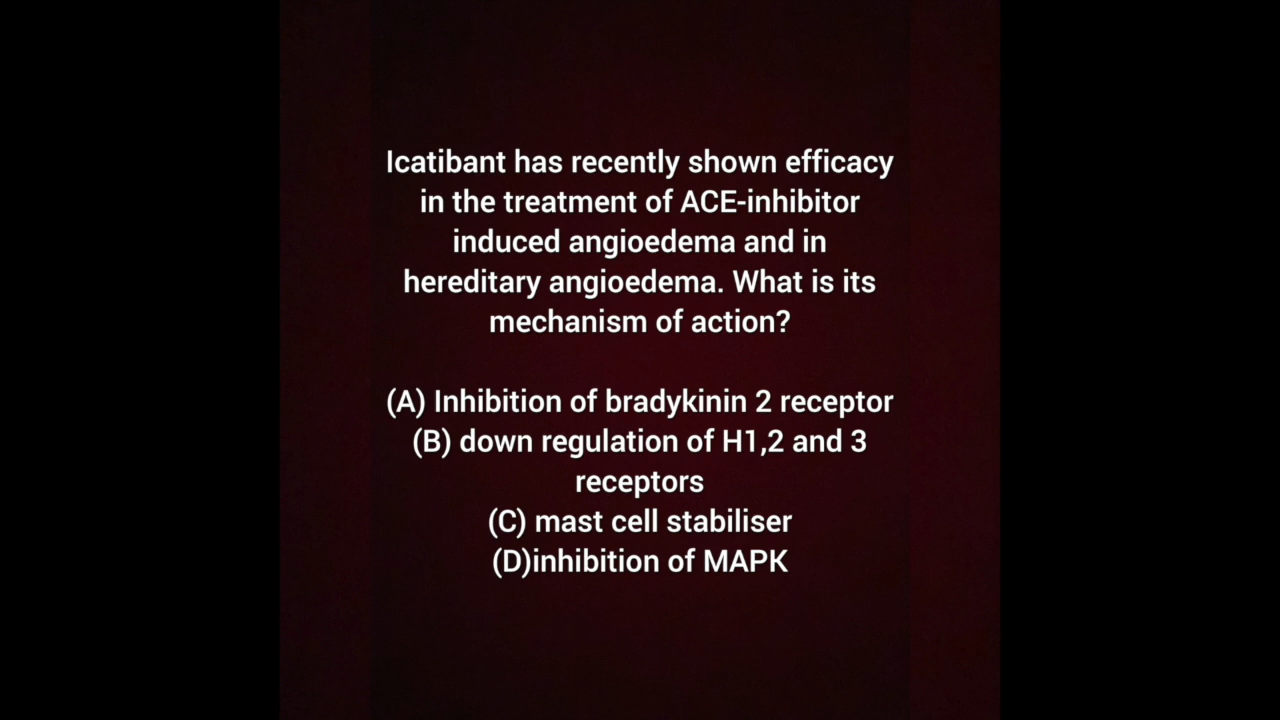 Icatibant has recently shown efficacy
in the treatment of ACE-inhibitor
induced angioedema and in
hereditary angioedema. What is its
mechanism of action?
(A) Inhibition of bradykinin 2 receptor
(B) down regulation of H1,2 and 3
receptors
(C) mast cell stabiliser
(D)inhibition of MAPK